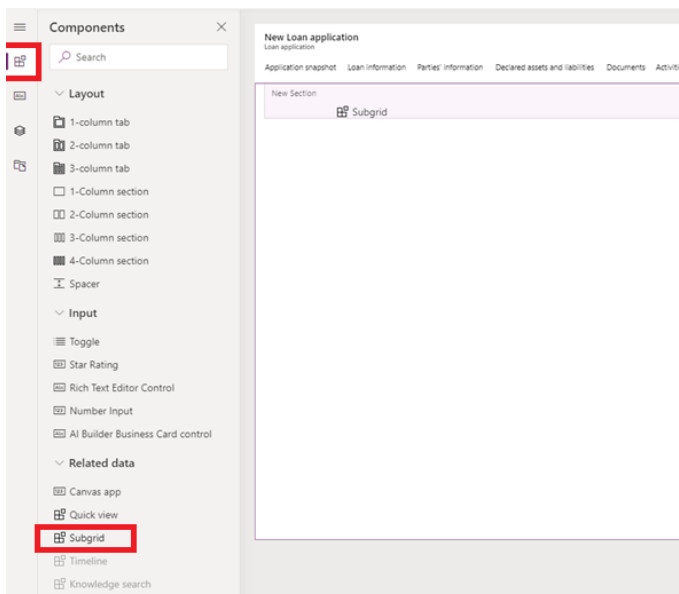 Components
Search
Layout
1-column tab
2-column tab
3-column tab
1-Column section
2-Column section
3-Column section
4-Column section
Spacer
Input
Toggle
Star Rating
Rich Text Editor Control
Number Input
AI Builder Business Card control
Related data
Canvas app
Quick view
Subgrid
Timeline
Knowledge search
New Loan application
Loan application
Application snapshot Loan information Parties' information Declared assets and liabilities Documents Activiti
New Section
Subgrid